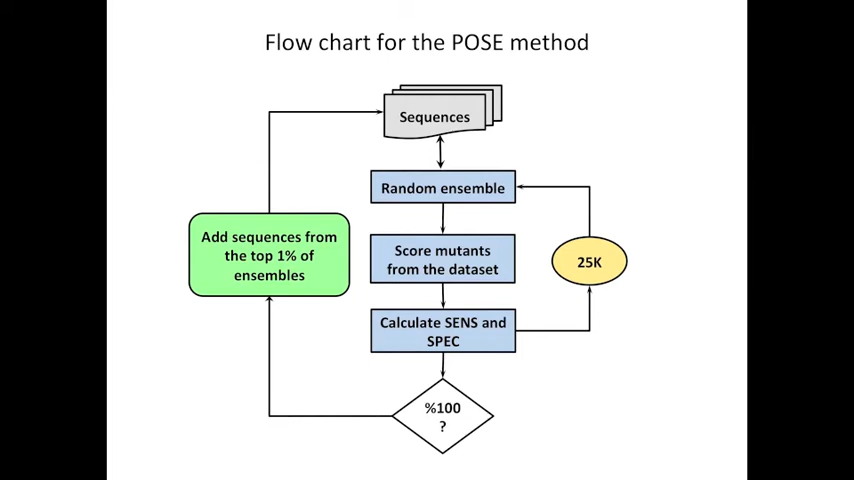 Flow chart for the POSE method
Sequences
Random ensemble
Add sequences from
the top 1% of
ensembles
Score mutants
from the dataset
25K
Calculate SENS and
SPEC
%100
?